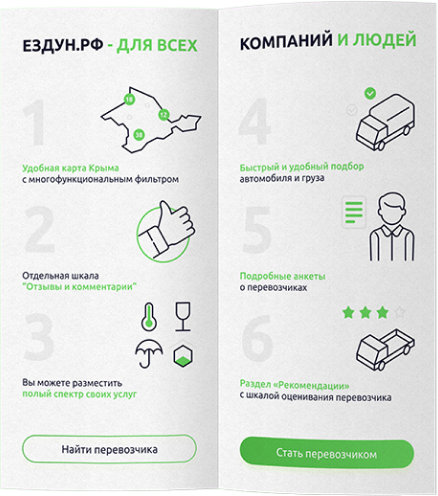 ЕЗДУН.РФ - ДЛЯ ВСЕХ
1
18
12
38
Удобная карта Крыма
с многофункциональным фильтром
2
Отдельная шкала
"Отзывы и комментарии"
3
Вы можете разместить
полый спектр своих услуг
Найти перевозчика
КОМПАНИЙ И ЛЮДЕЙ
4
Быстрый и удобный подбор
автомобиля и груза
5
Подробные анкеты
о перевозчиках
6
Раздел «Рекомендации»
с шкалой оценивания перевозчика
Стать перевозчиком